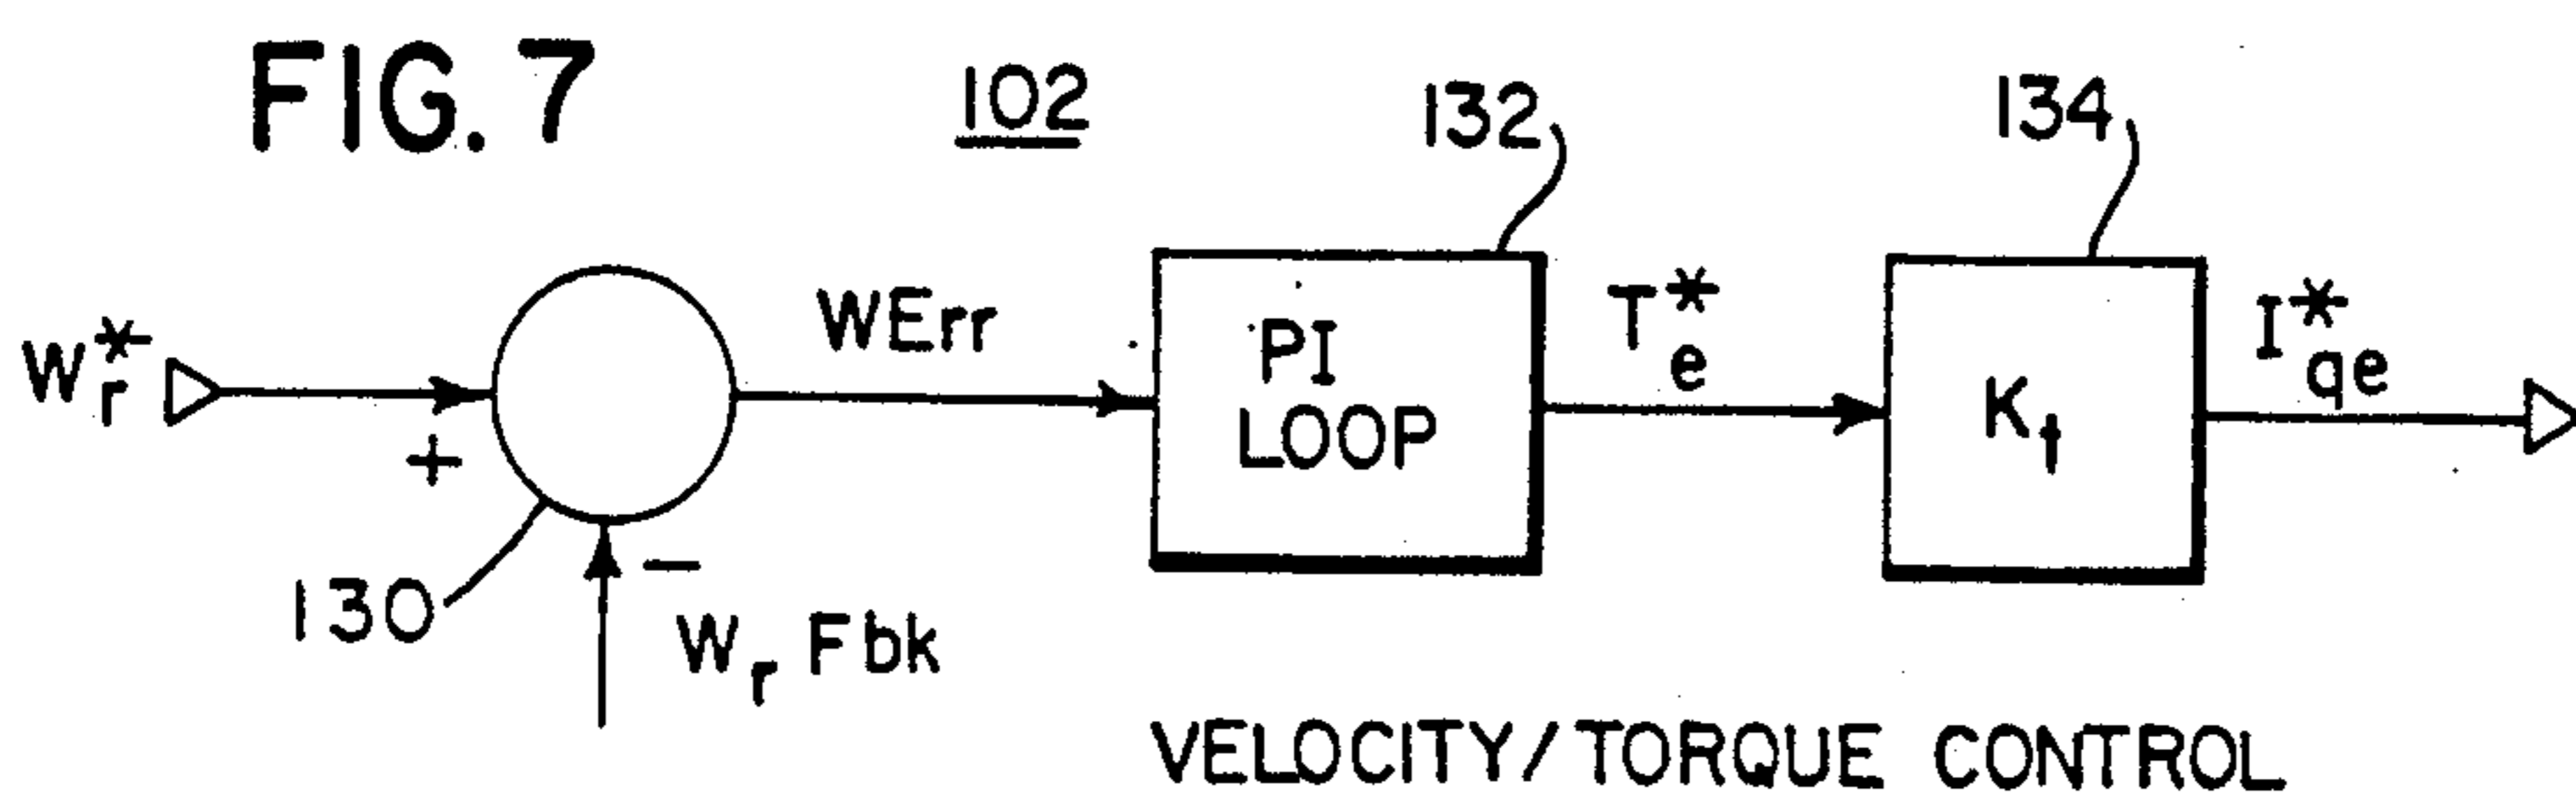 FIG. 7
102
132
134
W*r
+
WErr
PI
LOOP
T*e
Kt
I*qe
130
−
Wr Fbk
VELOCITY/TORQUE CONTROL